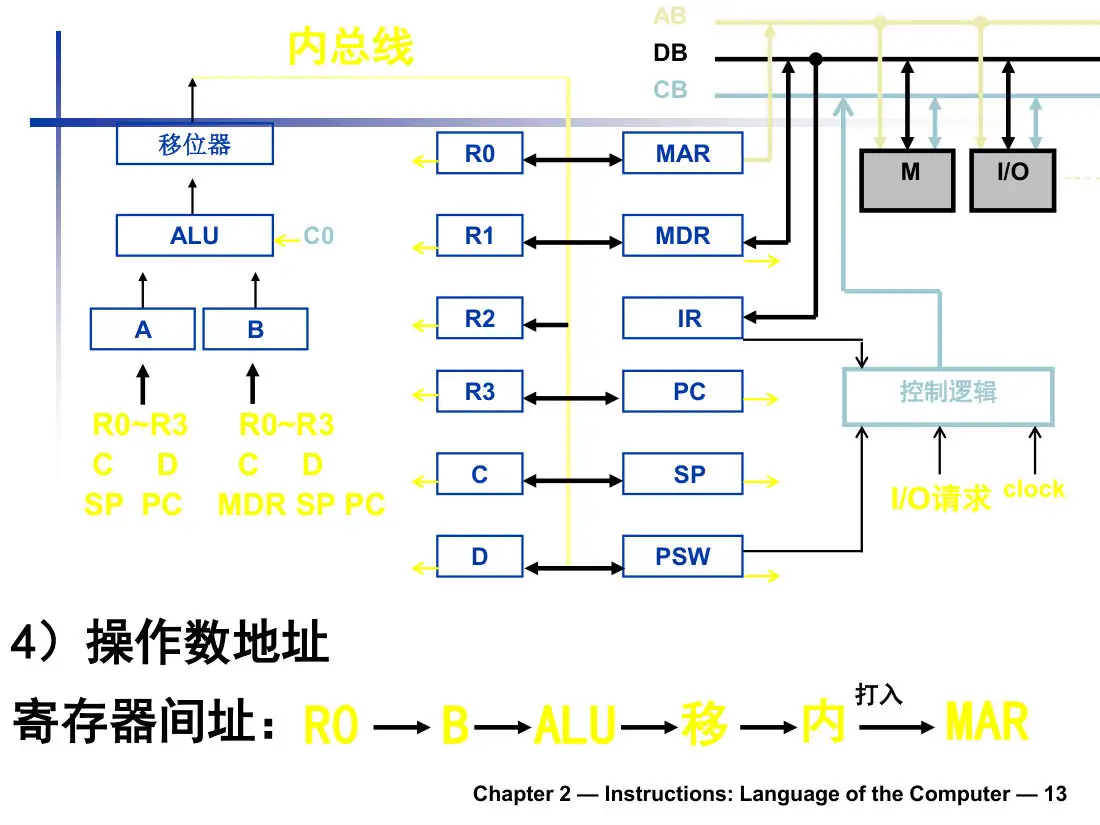 内总线
AB
DB
CB
移位器
R0
MAR
M
I/O
ALU
C0
R1
MDR
A
B
R2
IR
R3
PC
控制逻辑
R0~R3
R0~R3
C D
C D
SP PC
MDR SP PC
C
SP
I/O请求
clock
D
PSW
4）操作数地址
寄存器间址：R0 B ALU 移 内 打入 MAR
Chapter 2 — Instructions: Language of the Computer — 13